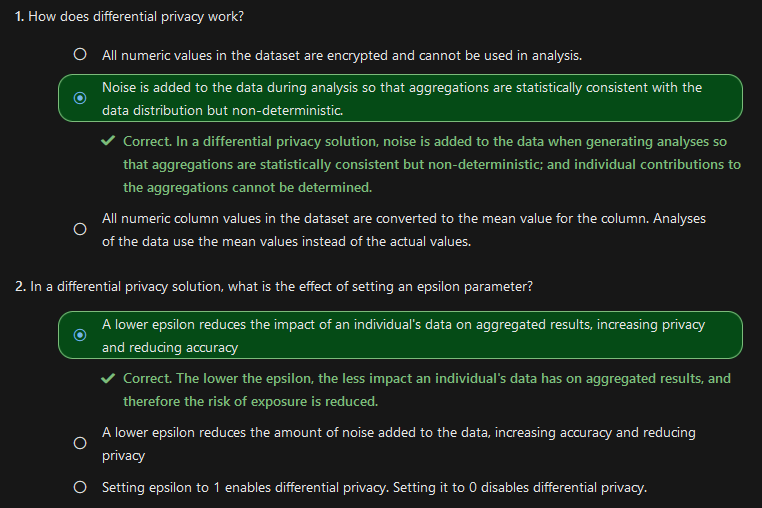 1. How does differential privacy work?
All numeric values in the dataset are encrypted and cannot be used in analysis.
Noise is added to the data during analysis so that aggregations are statistically consistent with the
data distribution but non-deterministic.
Correct. In a differential privacy solution, noise is added to the data when generating analyses so
that aggregations are statistically consistent but non-deterministic; and individual contributions to
the aggregations cannot be determined.
All numeric column values in the dataset are converted to the mean value for the column. Analyses
of the data use the mean values instead of the actual values.
2. In a differential privacy solution, what is the effect of setting an epsilon parameter?
A lower epsilon reduces the impact of an individual's data on aggregated results, increasing privacy
and reducing accuracy
Correct. The lower the epsilon, the less impact an individual's data has on aggregated results, and
therefore the risk of exposure is reduced.
A lower epsilon reduces the amount of noise added to the data, increasing accuracy and reducing
privacy
Setting epsilon to 1 enables differential privacy. Setting it to 0 disables differential privacy.